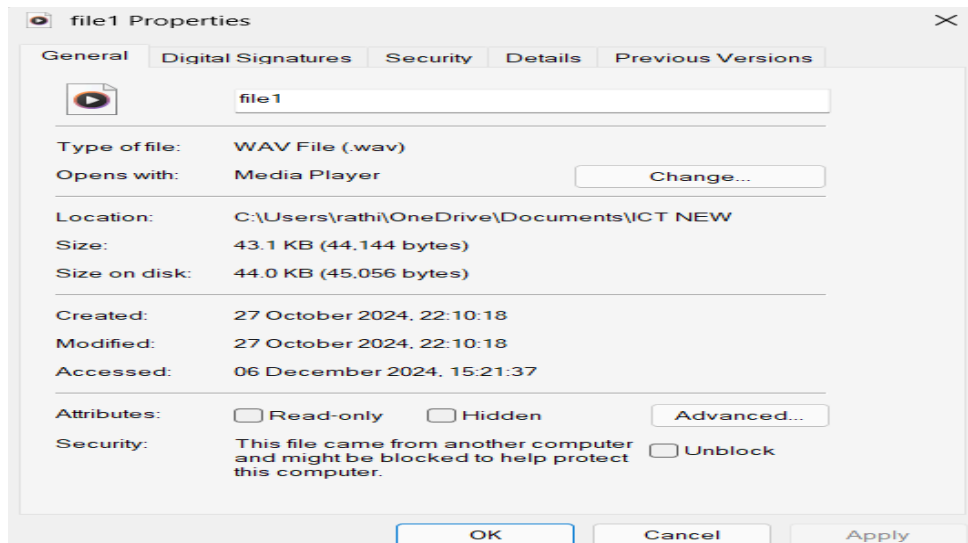 file1 Properties
General Digital Signatures Security Details Previous Versions
file1
Type of file: WAV File (.wav)
Opens with: Media Player Change...
Location: C:\Users\rathi\OneDrive\Documents\ICT NEW
Size: 43.1 KB (44,144 bytes)
Size on disk: 44.0 KB (45,056 bytes)
Created: 27 October 2024, 22:10:18
Modified: 27 October 2024, 22:10:18
Accessed: 06 December 2024, 15:21:37
Attributes: Read-only Hidden Advanced...
Security: This file came from another computer
and might be blocked to help protect Unblock
this computer.
OK Cancel Apply